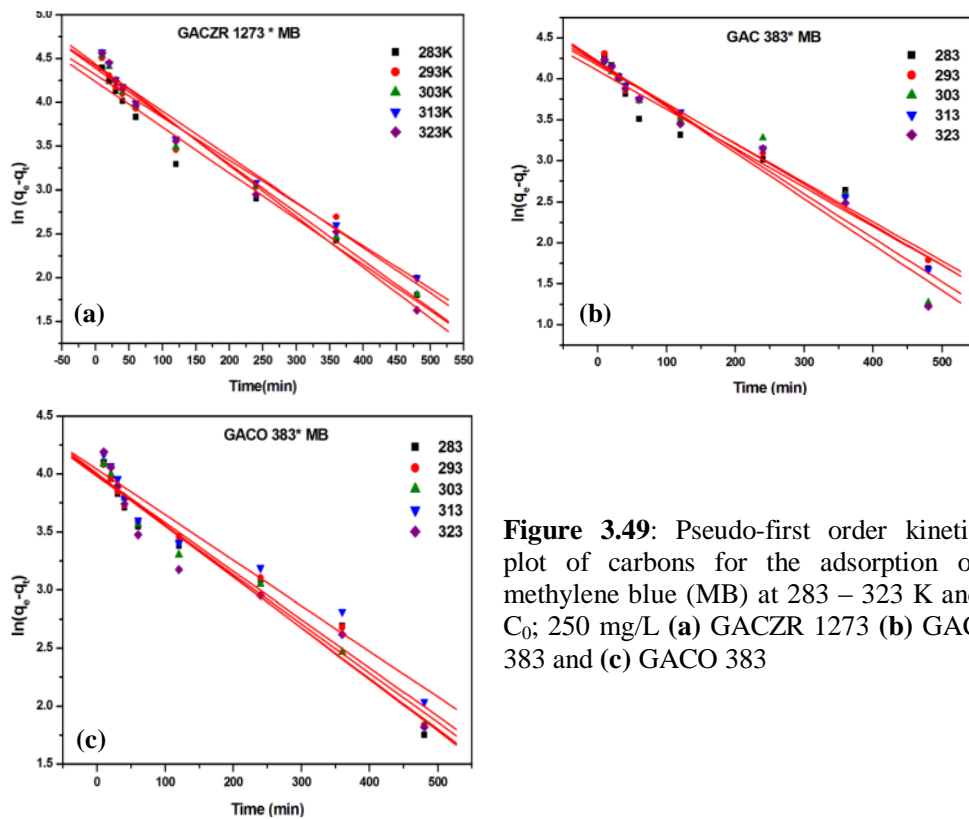 GACZR 1273 * MB
283K
293K
303K
313K
323K
ln (qₑ-qₜ)
5.0
4.5
4.0
3.5
3.0
2.5
2.0
1.5
(a)
-50 0 50 100 150 200 250 300 350 400 450 500 550
Time(min)
GAC 383* MB
283
293
303
313
323
ln(qₑ-qₜ)
4.5
4.0
3.5
3.0
2.5
2.0
1.5
1.0
(b)
0 100 200 300 400 500
Time (min)
GACO 383* MB
283
293
303
313
323
ln(qₑ-qₜ)
4.5
4.0
3.5
3.0
2.5
2.0
1.5
(c)
0 100 200 300 400 500
Time (min)
Figure 3.49: Pseudo-first order kineti
plot of carbons for the adsorption o
methylene blue (MB) at 283 – 323 K and
C₀; 250 mg/L (a) GACZR 1273 (b) GAC
383 and (c) GACO 383